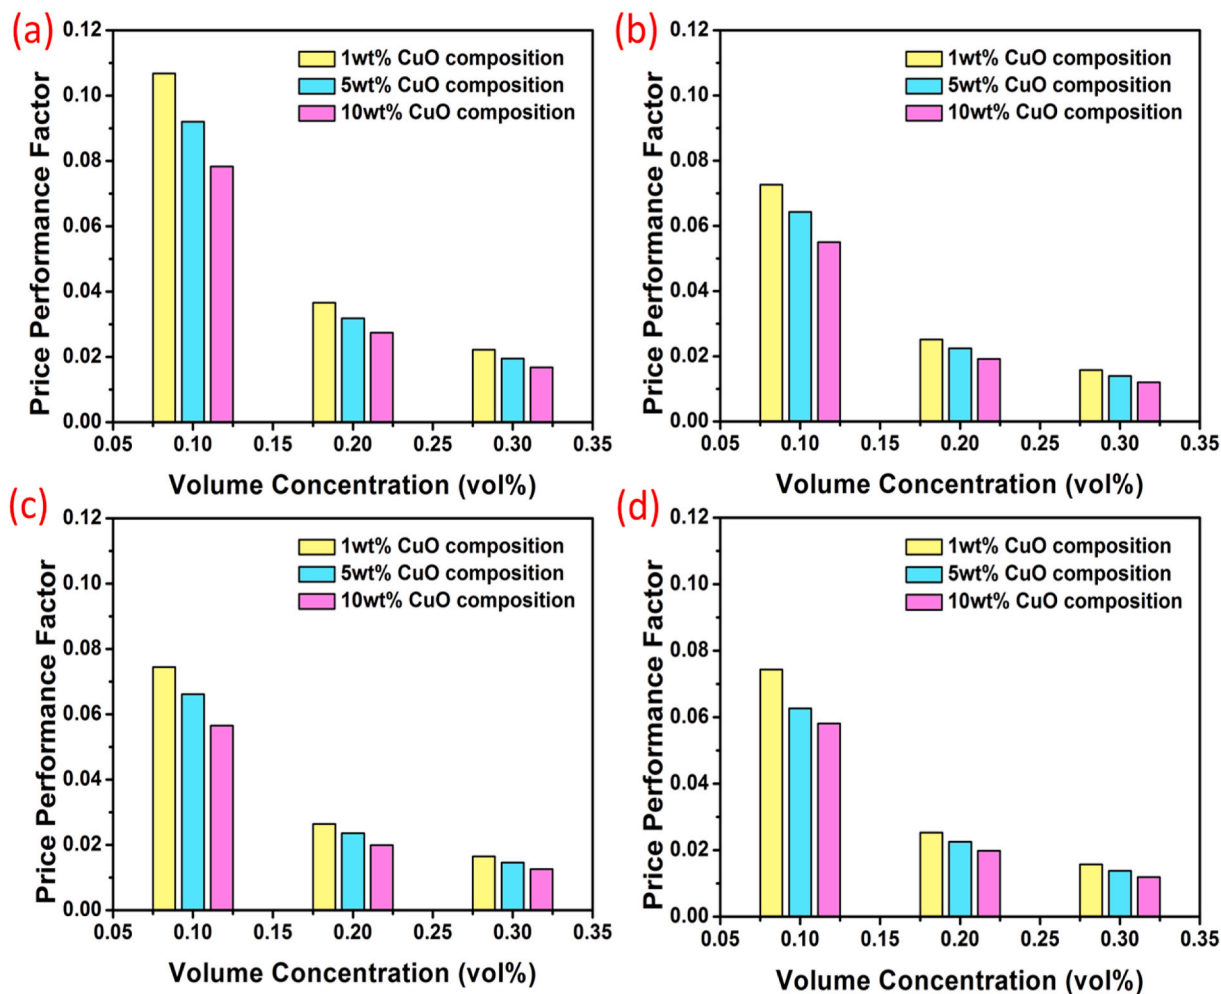 (a)
Price Performance Factor
0.12
0.10
0.08
0.06
0.04
0.02
0.00
1wt% CuO composition
5wt% CuO composition
10wt% CuO composition
0.05 0.10 0.15 0.20 0.25 0.30 0.35
Volume Concentration (vol%)
(b)
Price Performance Factor
0.12
0.10
0.08
0.06
0.04
0.02
0.00
1wt% CuO composition
5wt% CuO composition
10wt% CuO composition
0.05 0.10 0.15 0.20 0.25 0.30 0.35
Volume Concentration (vol%)
(c)
Price Performance Factor
0.12
0.10
0.08
0.06
0.04
0.02
0.00
1wt% CuO composition
5wt% CuO composition
10wt% CuO composition
0.05 0.10 0.15 0.20 0.25 0.30 0.35
Volume Concentration (vol%)
(d)
Price Performance Factor
0.12
0.10
0.08
0.06
0.04
0.02
0.00
1wt% CuO composition
5wt% CuO composition
10wt% CuO composition
0.05 0.10 0.15 0.20 0.25 0.30 0.35
Volume Concentration (vol%)